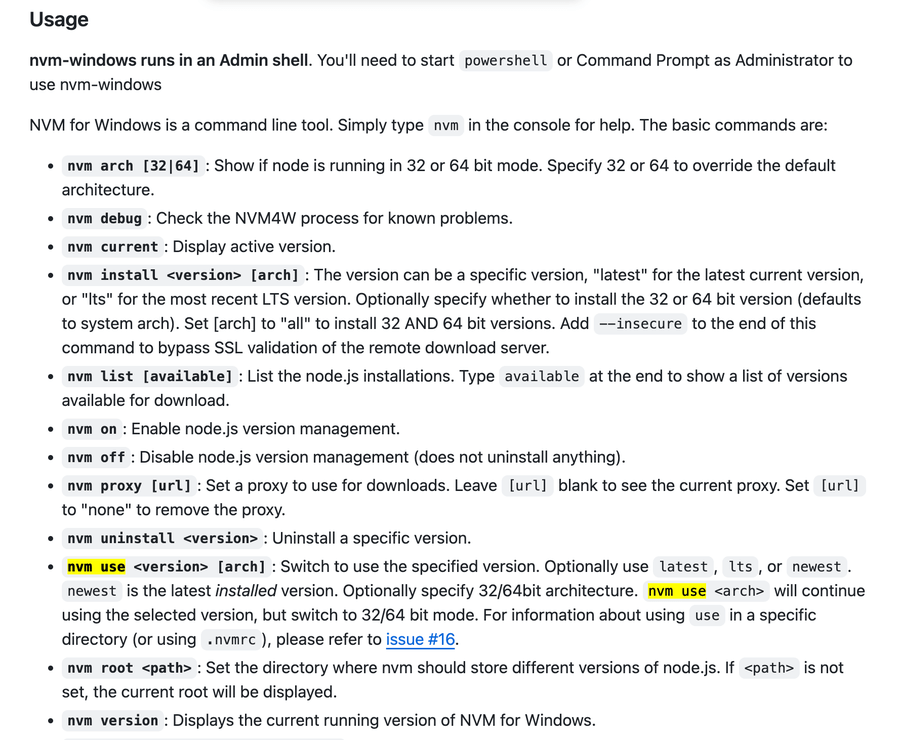 Usage
nvm-windows runs in an Admin shell. You'll need to start powershell or Command Prompt as Administrator to
use nvm-windows
NVM for Windows is a command line tool. Simply type nvm in the console for help. The basic commands are:
• nvm arch [32|64] : Show if node is running in 32 or 64 bit mode. Specify 32 or 64 to override the default
architecture.
• nvm debug : Check the NVM4W process for known problems.
• nvm current : Display active version.
• nvm install <version> [arch] : The version can be a specific version, "latest" for the latest current version,
or "lts" for the most recent LTS version. Optionally specify whether to install the 32 or 64 bit version (defaults
to system arch). Set [arch] to "all" to install 32 AND 64 bit versions. Add --insecure to the end of this
command to bypass SSL validation of the remote download server.
• nvm list [available] : List the node.js installations. Type available at the end to show a list of versions
available for download.
• nvm on : Enable node.js version management.
• nvm off : Disable node.js version management (does not uninstall anything).
• nvm proxy [url] : Set a proxy to use for downloads. Leave [url] blank to see the current proxy. Set [url]
to "none" to remove the proxy.
• nvm uninstall <version> : Uninstall a specific version.
• nvm use <version> [arch] : Switch to use the specified version. Optionally use latest , lts , or newest .
newest is the latest installed version. Optionally specify 32/64bit architecture. nvm use <arch> will continue
using the selected version, but switch to 32/64 bit mode. For information about using use in a specific
directory (or using .nvmrc ), please refer to issue #16.
• nvm root <path> : Set the directory where nvm should store different versions of node.js. If <path> is not
set, the current root will be displayed.
• nvm version : Displays the current running version of NVM for Windows.